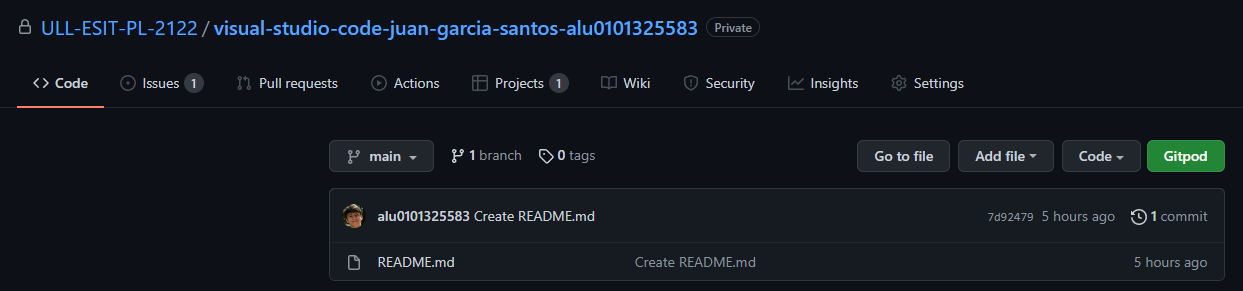 ULL-ESIT-PL-2122 / visual-studio-code-juan-garcia-santos-alu0101325583 Private
Code Issues 1 Pull requests Actions Projects 1 Wiki Security Insights Settings
main 1 branch 0 tags Go to file Add file Code Gitpod
alu0101325583 Create README.md 7d92479 5 hours ago 1 commit
README.md Create README.md 5 hours ago